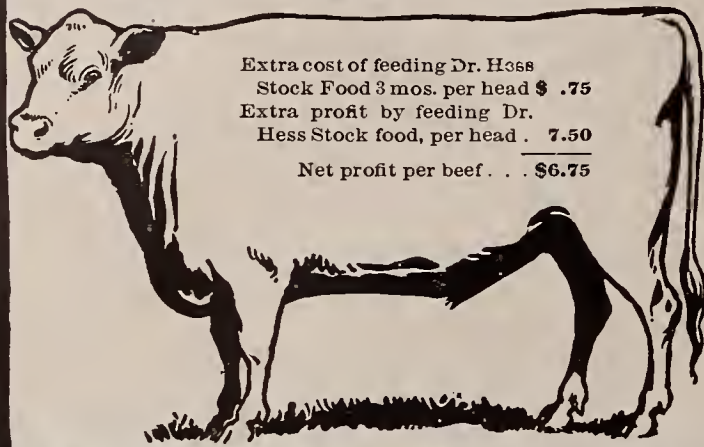 Extra cost of feeding Dr. Hess
Stock Food 3 mos. per head $ .75
Extra profit by feeding Dr.
Hess Stock food, per head . 7.50
Net profit per beef . . . $6.75